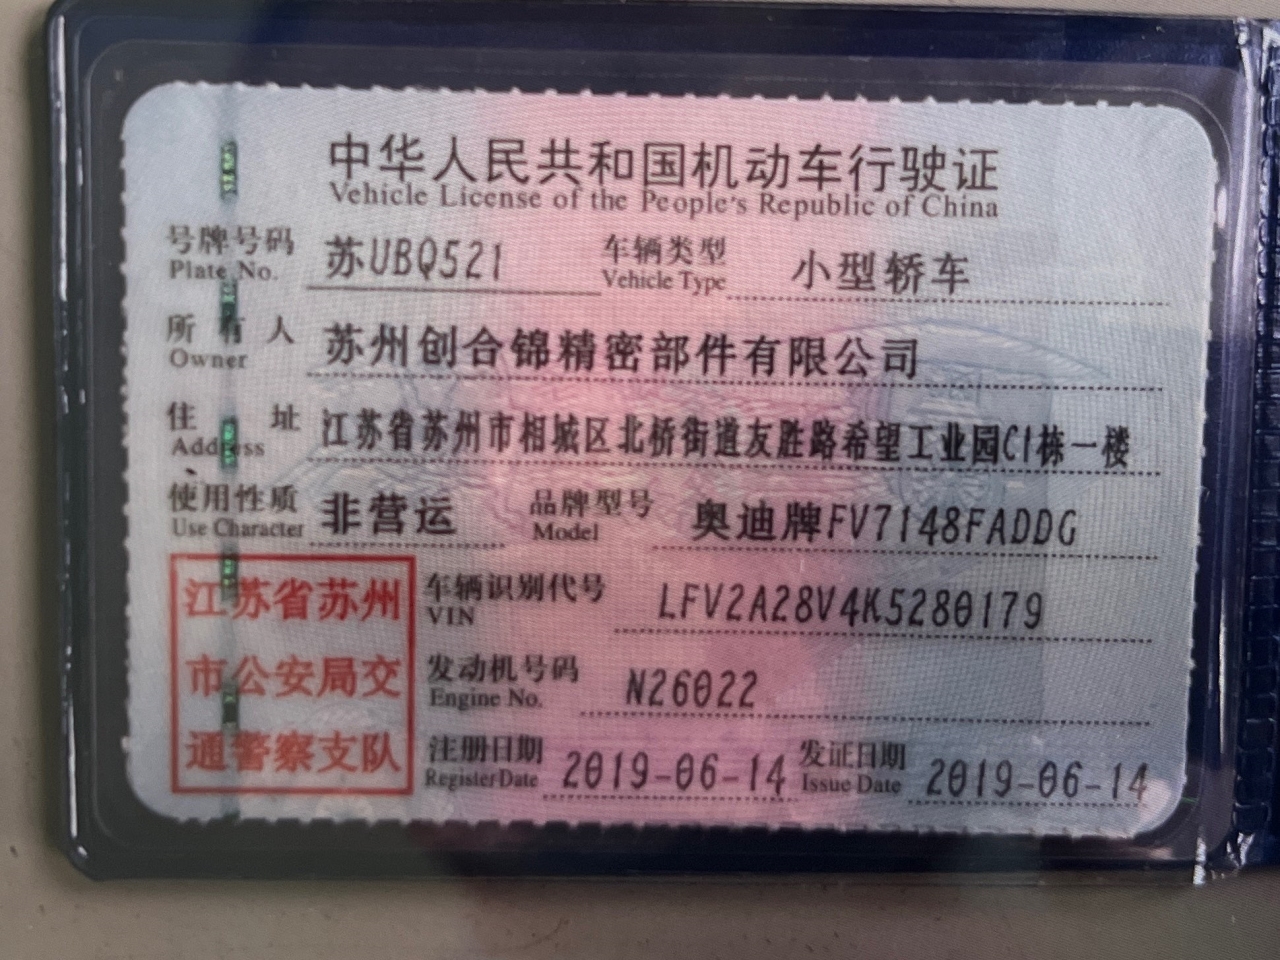 中华人民共和国机动车行驶证
Vehicle License of the People's Republic of China
号牌号码 苏UBQ521 车辆类型 小型轿车
Plate No. Vehicle Type
所有人 苏州创合锦精密部件有限公司
Owner
住址 江苏省苏州市相城区北桥街道友胜路希望工业园C1栋一楼
Address
使用性质 非营运 品牌型号 奥迪牌FV7148FADDG
Use Character Model
江苏省苏州
市公安局交
通警察支队
车辆识别代号 LFV2A28V4K5280179
VIN
发动机号码 N26022
Engine No.
注册日期 2019-06-14 发证日期 2019-06-14
Register Date Issue Date